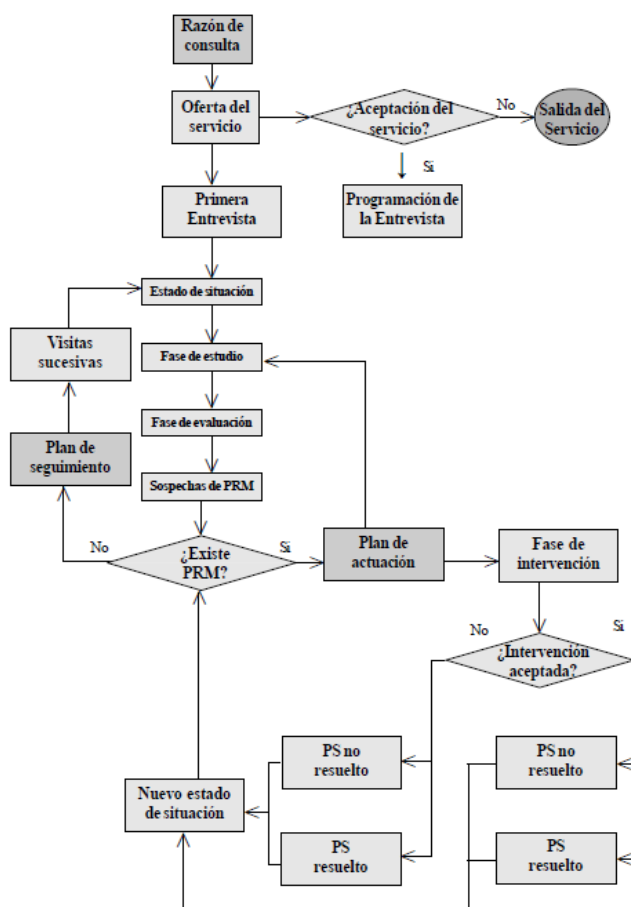 Razón de
consulta
Oferta del
servicio
¿Aceptación del
servicio?
No
Salida del
Servicio
Si
Primera
Entrevista
Programación de
la Entrevista
Estado de situación
Visitas
sucesivas
Fase de estudio
Fase de evaluación
Plan de
seguimiento
Sospechas de PRM
No
¿Existe
PRM?
Si
Plan de
actuación
Fase de
intervención
No
Si
¿Intervención
aceptada?
PS no
resuelto
PS no
resuelto
Nuevo estado
de situación
PS
resuelto
PS
resuelto